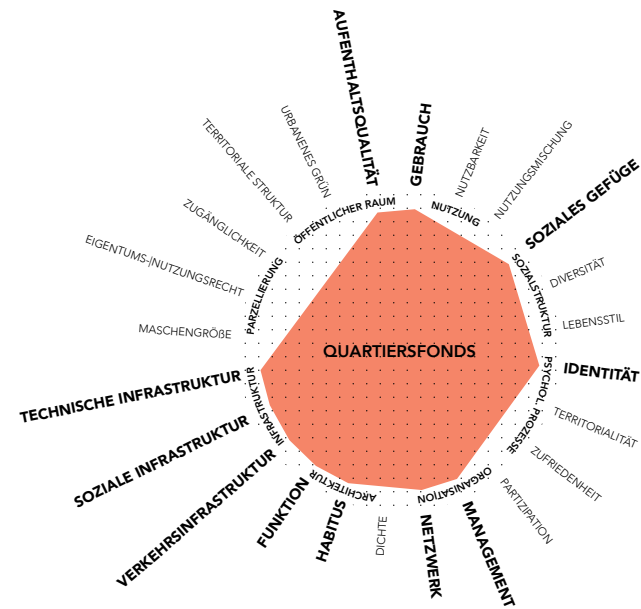 AUFENTHALTSQUALITÄT
GEBRAUCH
NUTZBARKEIT
NUTZUNGSMISCHUNG
SOZIALES GEFÜGE
DIVERSITÄT
LEBENSSTIL
IDENTITÄT
TERRITORIALITÄT
ZUFRIEDENHEIT
PARTIZIPATION
MANAGEMENT
NETZWERK
DICHTE
HABITUS
FUNKTION
VERKEHRSINFRASTRUKTUR
SOZIALE INFRASTRUKTUR
TECHNISCHE INFRASTRUKTUR
MASCHENGRÖßE
EIGENTUMS-|NUTZUNGSRECHT
ZUGÄNGLICHKEIT
TERRITORIALE STRUKTUR
URBANENES GRÜN
ÖFFENTLICHER RAUM
NUTZUNG
SOZIALSTRUKTUR
PSYCHOL. PROZESSE
ORGANISATION
ARCHITEKTUR
INFRASTRUKTUR
PARZELLIERUNG
QUARTIERSFONDS